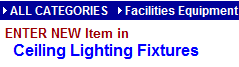 ALL CATEGORIES Facilities Equipment
ENTER NEW Item in
Ceiling Lighting Fixtures